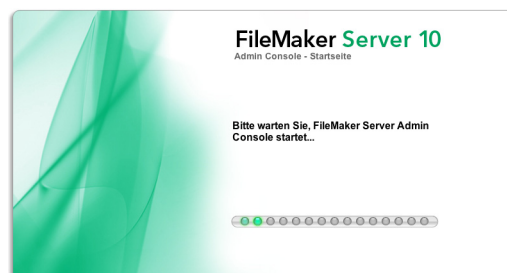 FileMaker Server 10
Admin Console - Startseite
Bitte warten Sie, FileMaker Server Admin
Console startet...